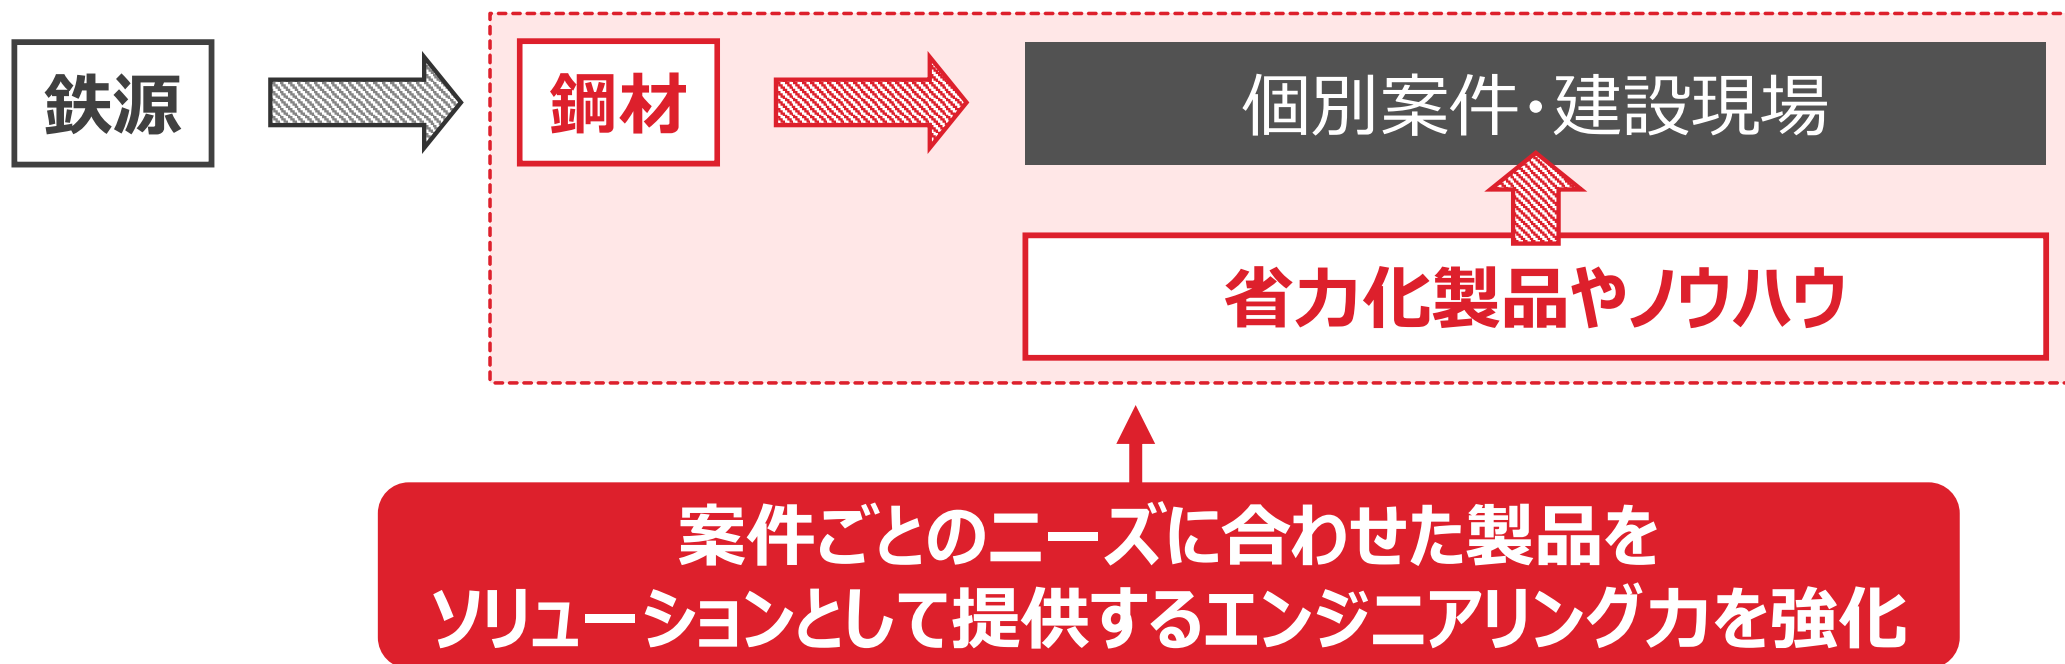 鉄源
鋼材
個別案件・建設現場
省力化製品やノウハウ
案件ごとのニーズに合わせた製品を
ソリューションとして提供するエンジニアリング力を強化